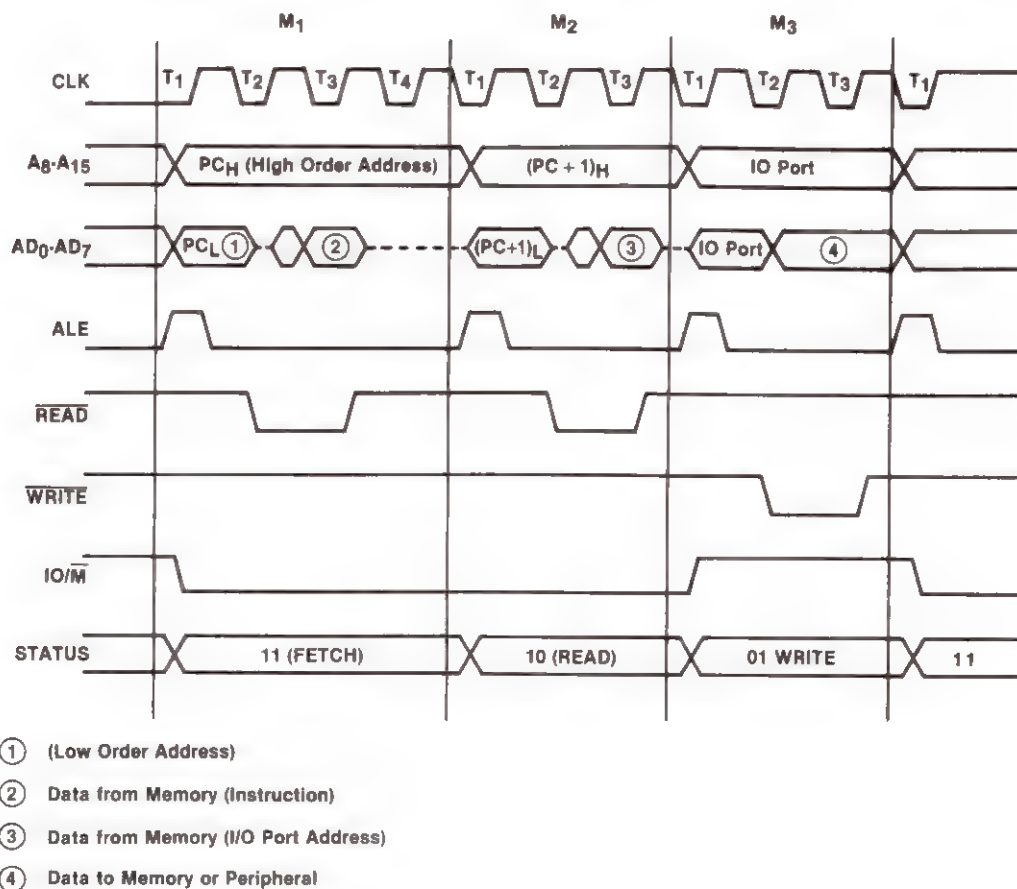 M1 M2 M3
CLK T1 T2 T3 T4 T1 T2 T3 T1 T2 T3 T1
A8-A15 PCH (High Order Address) (PC + 1)H IO Port
AD0-AD7 PCL 1 2 (PC+1)L 3 IO Port 4
ALE
READ
WRITE
IO/M
STATUS 11 (FETCH) 10 (READ) 01 WRITE 11
1 (Low Order Address)
2 Data from Memory (Instruction)
3 Data from Memory (I/O Port Address)
4 Data to Memory or Peripheral